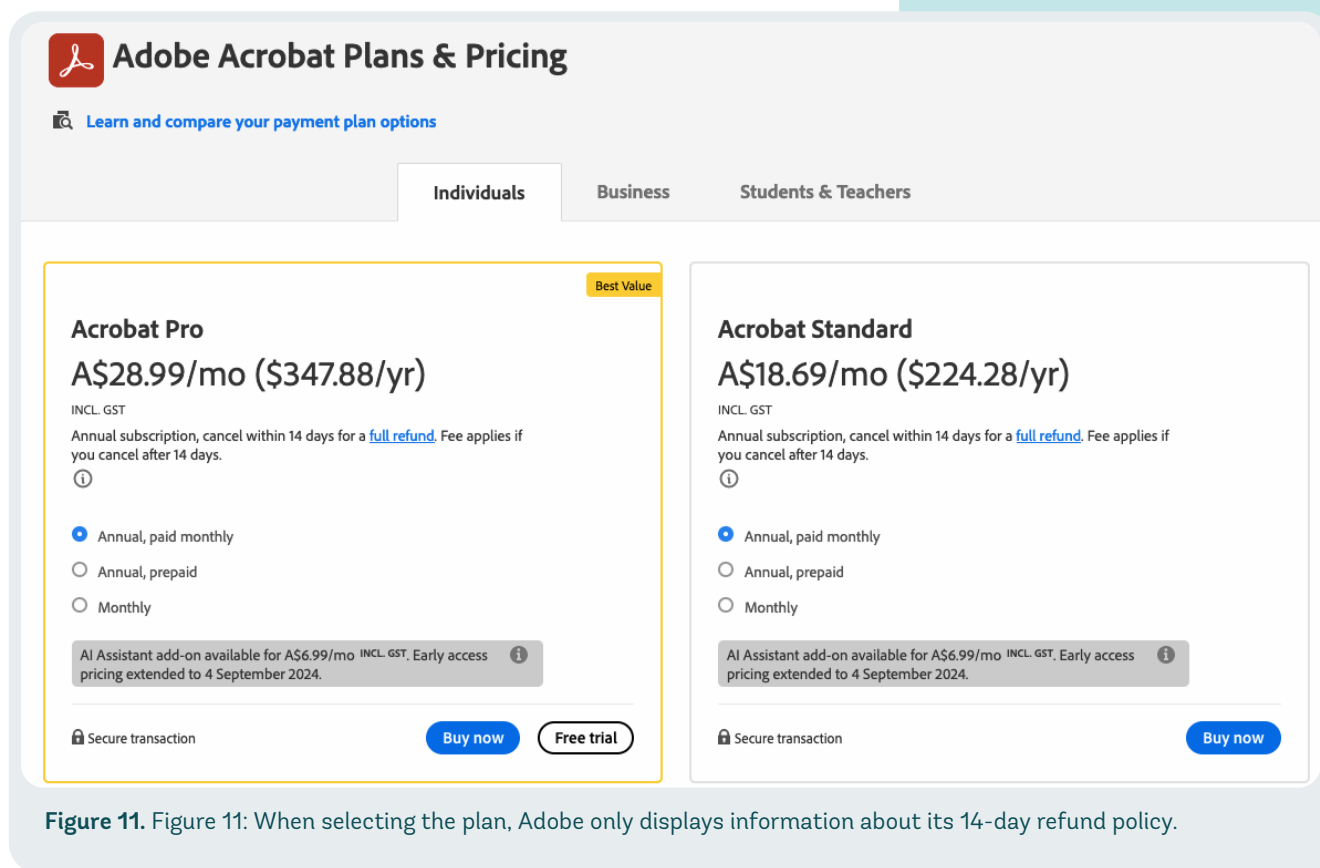 Adobe Acrobat Plans & Pricing
Learn and compare your payment plan options
Individuals
Business
Students & Teachers
Best Value
Acrobat Pro
A$28.99/mo ($347.88/yr)
INCL. GST
Annual subscription, cancel within 14 days for a full refund. Fee applies if
you cancel after 14 days.
Annual, paid monthly
Annual, prepaid
Monthly
AI Assistant add-on available for A$6.99/mo INCL. GST. Early access
pricing extended to 4 September 2024.
Secure transaction
Buy now
Free trial
Acrobat Standard
A$18.69/mo ($224.28/yr)
INCL. GST
Annual subscription, cancel within 14 days for a full refund. Fee applies if
you cancel after 14 days.
Annual, paid monthly
Annual, prepaid
Monthly
AI Assistant add-on available for A$6.99/mo INCL. GST. Early access
pricing extended to 4 September 2024.
Secure transaction
Buy now
Figure 11. Figure 11: When selecting the plan, Adobe only displays information about its 14-day refund policy.